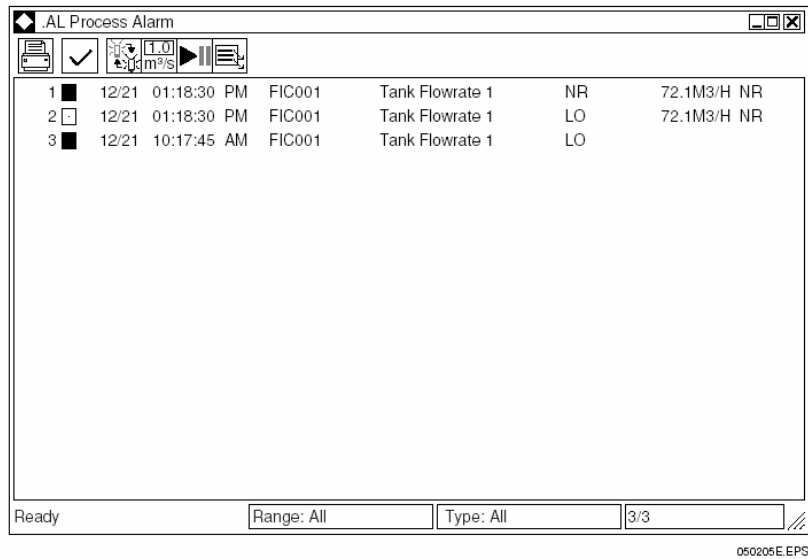 .AL Process Alarm
1.0
m³/s
1 12/21 01:18:30 PM FIC001 Tank Flowrate 1 NR 72.1M3/H NR
2 12/21 01:18:30 PM FIC001 Tank Flowrate 1 LO 72.1M3/H NR
3 12/21 10:17:45 AM FIC001 Tank Flowrate 1 LO
Ready Range: All Type: All 3/3
050205E.EPS